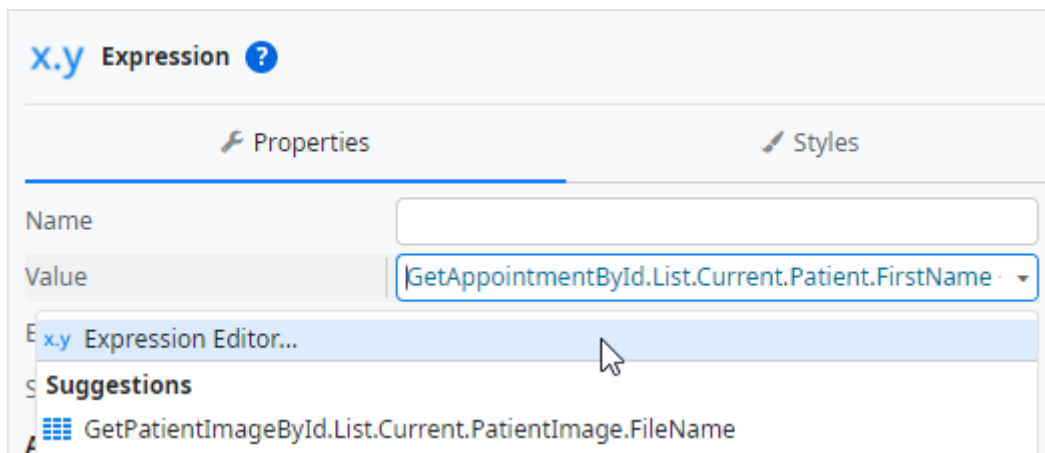 x.y Expression ?
Properties Styles
Name
Value GetAppointmentById.List.Current.Patient.FirstName
x.y Expression Editor...
Suggestions
GetPatientImageById.List.Current.PatientImage.FileName